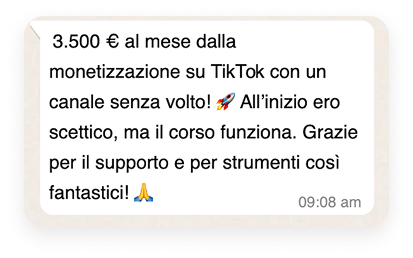 3.500 € al mese dalla
monetizzazione su TikTok con un
canale senza volto! 🚀 All’inizio ero
scettico, ma il corso funziona. Grazie
per il supporto e per strumenti così
fantastici! 🙏
09:08 am